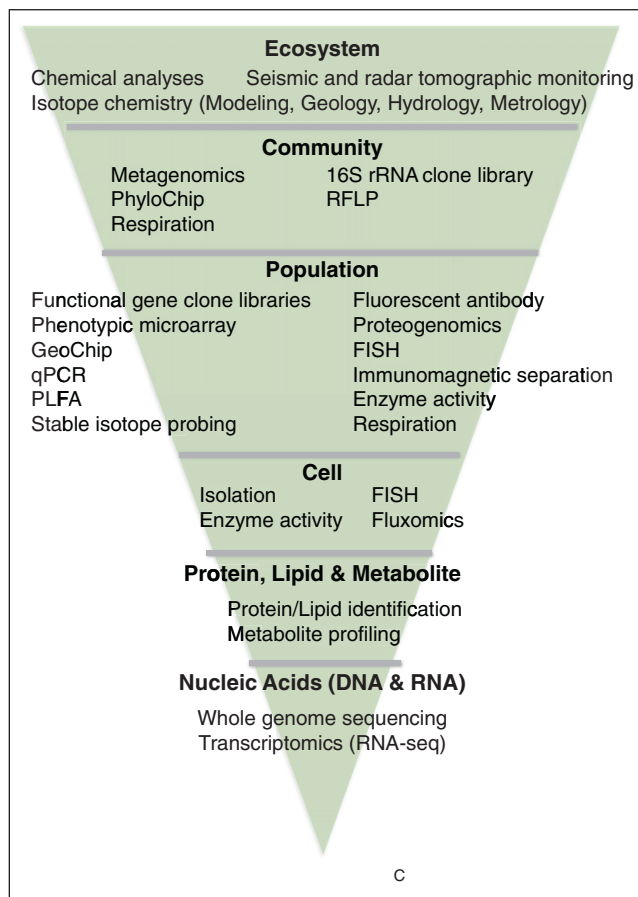 Ecosystem
Chemical analyses Seismic and radar tomographic monitoring
Isotope chemistry (Modeling, Geology, Hydrology, Metrology)
Community
Metagenomics 16S rRNA clone library
PhyloChip RFLP
Respiration
Population
Functional gene clone libraries Fluorescent antibody
Phenotypic microarray Proteogenomics
GeoChip FISH
qPCR Immunomagnetic separation
PLFA Enzyme activity
Stable isotope probing Respiration
Cell
Isolation FISH
Enzyme activity Fluxomics
Protein, Lipid & Metabolite
Protein/Lipid identification
Metabolite profiling
Nucleic Acids (DNA & RNA)
Whole genome sequencing
Transcriptomics (RNA-seq)
C